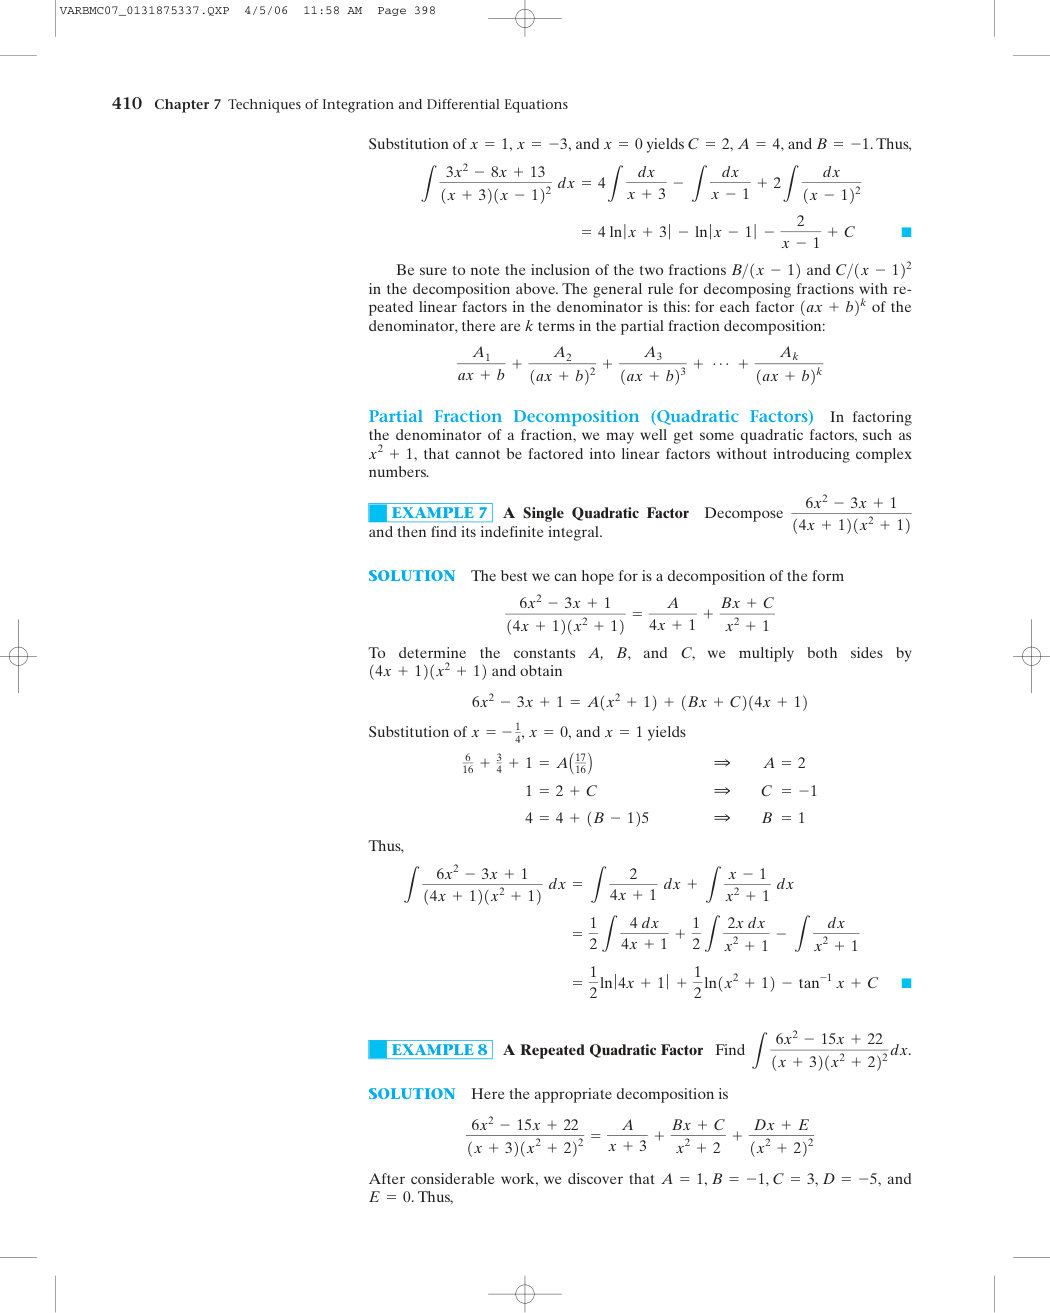 VARBMC07_0131875337.QXP 4/5/06 11:58 AM Page 398
410 Chapter 7 Techniques of Integration and Differential Equations
Substitution of x = 1, x = −3, and x = 0 yields C = 2, A = 4, and B = −1. Thus,
∫ (3x² − 8x + 13)/((x + 3)(x − 1)²) dx = 4 ∫ dx/(x + 3) − ∫ dx/(x − 1) + 2 ∫ dx/(x − 1)²
= 4 ln|x + 3| − ln|x − 1| − 2/(x − 1) + C
Be sure to note the inclusion of the two fractions B/(x − 1) and C/(x − 1)²
in the decomposition above. The general rule for decomposing fractions with re-
peated linear factors in the denominator is this: for each factor (ax + b)ᵏ of the
denominator, there are k terms in the partial fraction decomposition:
A₁/(ax + b) + A₂/(ax + b)² + A₃/(ax + b)³ + ⋯ + Aₖ/(ax + b)ᵏ
Partial Fraction Decomposition (Quadratic Factors) In factoring
the denominator of a fraction, we may well get some quadratic factors, such as
x² + 1, that cannot be factored into linear factors without introducing complex
numbers.
EXAMPLE 7 A Single Quadratic Factor Decompose (6x² − 3x + 1)/((4x + 1)(x² + 1))
and then find its indefinite integral.
SOLUTION The best we can hope for is a decomposition of the form
(6x² − 3x + 1)/((4x + 1)(x² + 1)) = A/(4x + 1) + (Bx + C)/(x² + 1)
To determine the constants A, B, and C, we multiply both sides by
(4x + 1)(x² + 1) and obtain
6x² − 3x + 1 = A(x² + 1) + (Bx + C)(4x + 1)
Substitution of x = −1/4, x = 0, and x = 1 yields
6/16 + 3/4 + 1 = A(17/16) ⇒ A = 2
1 = 2 + C ⇒ C = −1
4 = 4 + (B − 1)5 ⇒ B = 1
Thus,
∫ (6x² − 3x + 1)/((4x + 1)(x² + 1)) dx = ∫ 2/(4x + 1) dx + ∫ (x − 1)/(x² + 1) dx
= 1/2 ∫ 4 dx/(4x + 1) + 1/2 ∫ 2x dx/(x² + 1) − ∫ dx/(x² + 1)
= 1/2 ln|4x + 1| + 1/2 ln(x² + 1) − tan⁻¹ x + C
EXAMPLE 8 A Repeated Quadratic Factor Find ∫ (6x² − 15x + 22)/((x + 3)(x² + 2)²) dx.
SOLUTION Here the appropriate decomposition is
(6x² − 15x + 22)/((x + 3)(x² + 2)²) = A/(x + 3) + (Bx + C)/(x² + 2) + (Dx + E)/(x² + 2)²
After considerable work, we discover that A = 1, B = −1, C = 3, D = −5, and
E = 0. Thus,